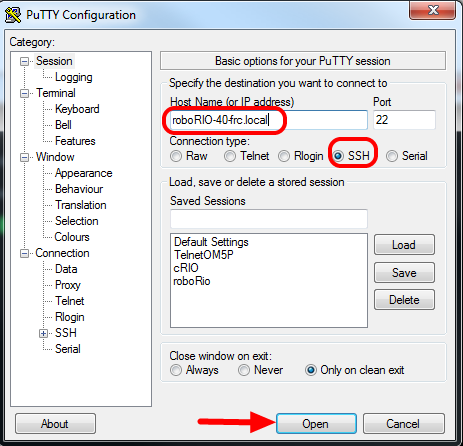 PuTTY Configuration
Category:
Session
Logging
Terminal
Keyboard
Bell
Features
Window
Appearance
Behaviour
Translation
Selection
Colours
Connection
Data
Proxy
Telnet
Rlogin
SSH
Serial
Basic options for your PuTTY session
Specify the destination you want to connect to
Host Name (or IP address) Port
roboRIO-40-frc.local 22
Connection type:
Raw Telnet Rlogin SSH Serial
Load, save or delete a stored session
Saved Sessions
Default Settings
TelnetOM5P
cRIO
roboRio
Load
Save
Delete
Close window on exit:
Always Never Only on clean exit
About Open Cancel